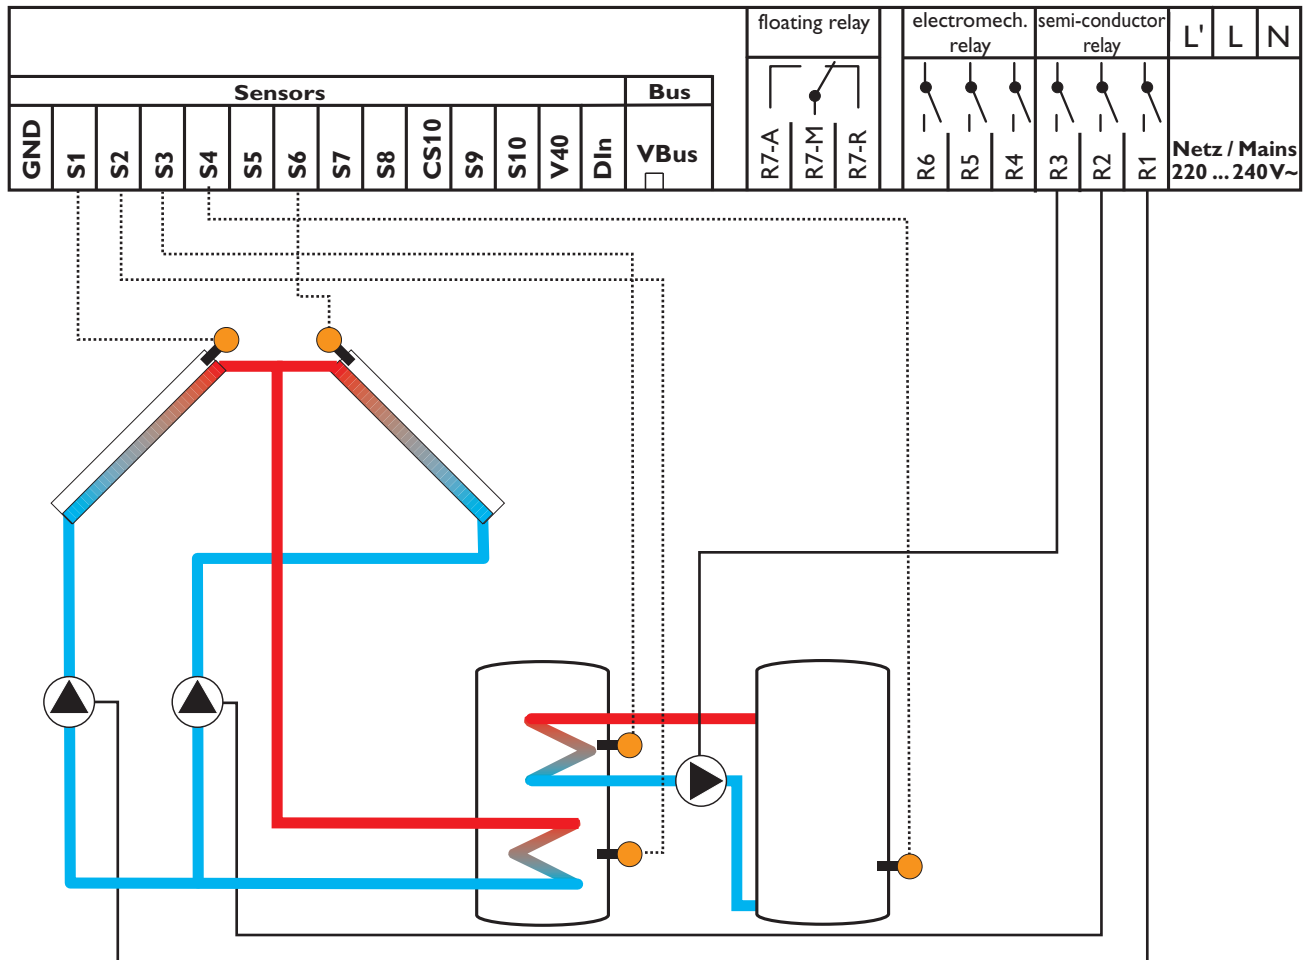 floating relay
electromech.
relay
semi-conductor
relay
L'
L
N
Sensors
Bus
GND
S1
S2
S3
S4
S5
S6
S7
S8
CS10
S9
S10
V40
DIn
VBus
R7-A
R7-M
R7-R
R6
R5
R4
R3
R2
R1
Netz / Mains
220 ... 240V~